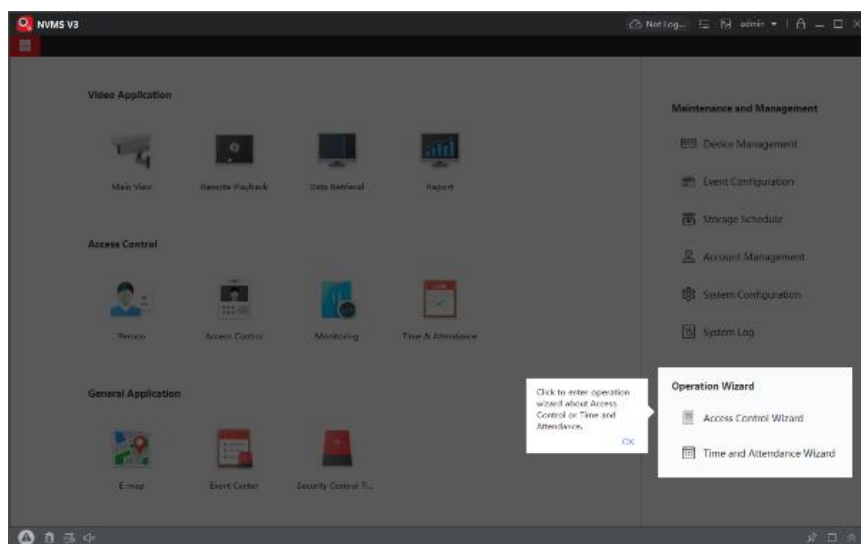 NVMS V3
Not Log...
admin
Video Application
Main View
Remote Playback
Data Retrieval
Report
Access Control
Person
Access Control
Monitoring
Time & Attendance
General Application
E-map
Event Center
Security Control P...
Maintenance and Management
Device Management
Event Configuration
Storage Schedule
Account Management
System Configuration
System Log
Click to enter operation
wizard about Access
Control or Time and
Attendance.
OK
Operation Wizard
Access Control Wizard
Time and Attendance Wizard